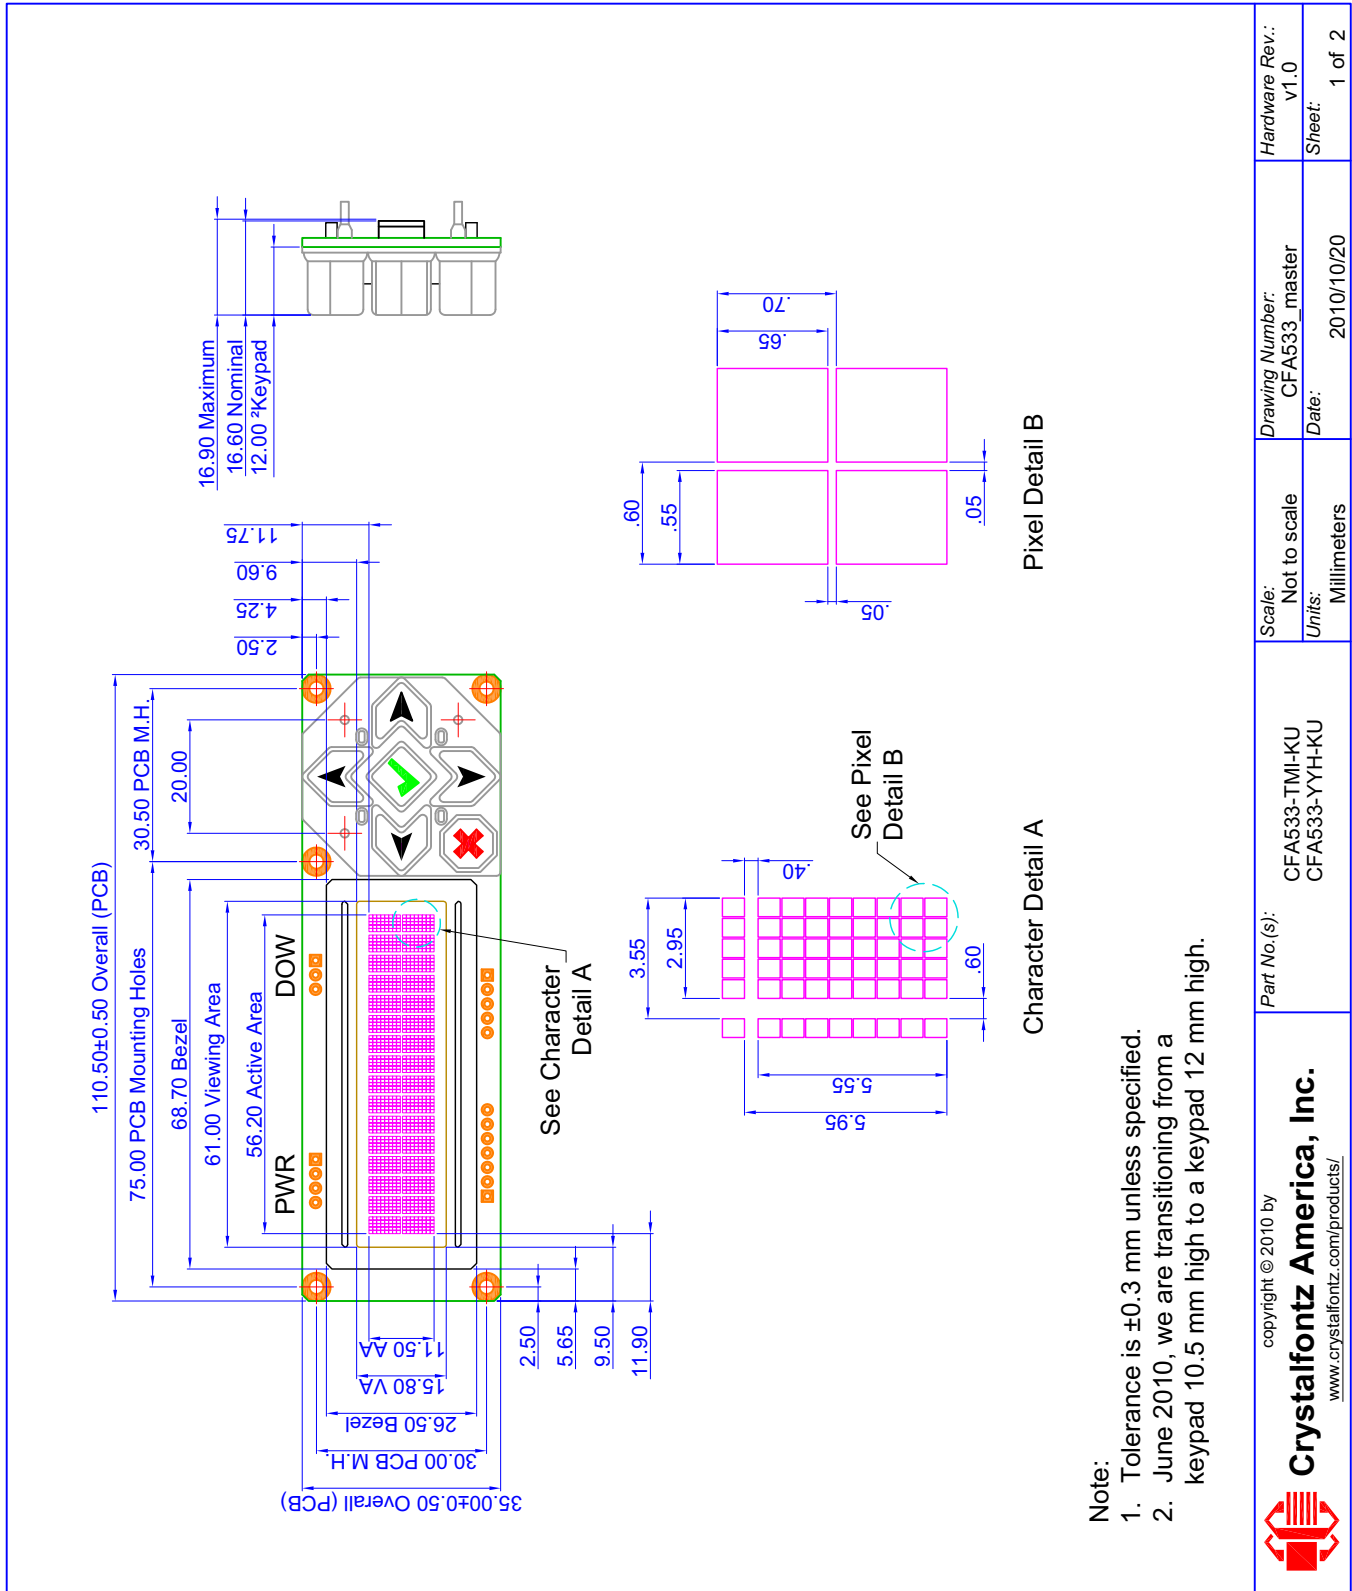 110.50±0.50 Overall (PCB)
75.00 PCB Mounting Holes
30.50 PCB M.H.
68.70 Bezel
20.00
61.00 Viewing Area
56.20 Active Area
PWR
DOW
35.00±0.50 Overall (PCB)
30.00 PCB M.H.
26.50 Bezel
15.80 VA
11.50 AA
2.50
5.65
9.50
11.90
2.50
4.25
9.60
11.75
16.90 Maximum
16.60 Nominal
12.00 ²Keypad
See Character
Detail A
5.95
5.55
3.55
2.95
.40
.60
See Pixel
Detail B
Character Detail A
.60
.55
.70
.65
.05
.05
Pixel Detail B
Note:
1. Tolerance is ±0.3 mm unless specified.
2. June 2010, we are transitioning from a
keypad 10.5 mm high to a keypad 12 mm high.
copyright © 2010 by
Crystalfontz America, Inc.
www.crystalfontz.com/products/
Part No.(s):
CFA533-TMI-KU
CFA533-YYH-KU
Scale:
Not to scale
Units:
Millimeters
Drawing Number:
CFA533_master
Date:
2010/10/20
Hardware Rev.:
v1.0
Sheet:
1 of 2